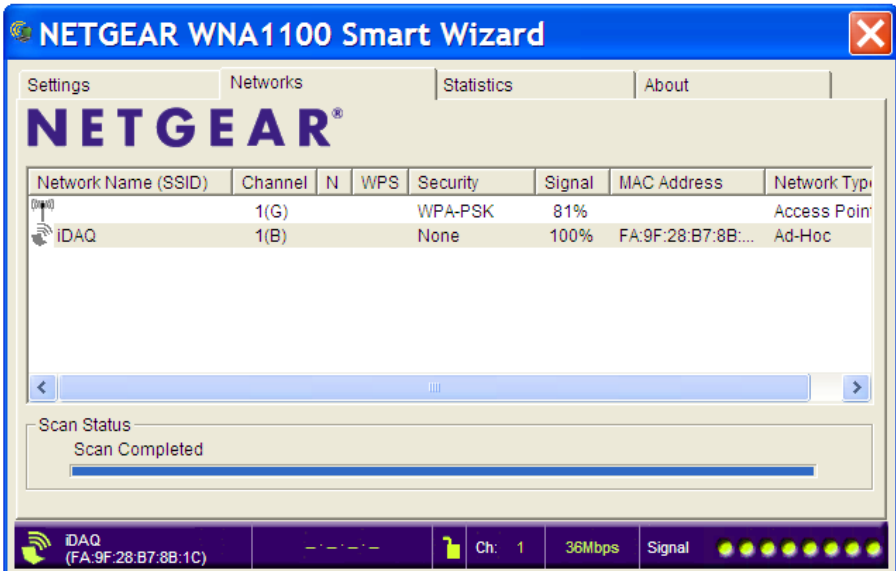 NETGEAR WNA1100 Smart Wizard
Settings Networks Statistics About
NETGEAR®
Network Name (SSID) Channel N WPS Security Signal MAC Address Network Type
1(G) WPA-PSK 81% Access Point
iDAQ 1(B) None 100% FA:9F:28:B7:8B:... Ad-Hoc
Scan Status
Scan Completed
iDAQ
(FA:9F:28:B7:8B:1C) _._._._ Ch: 1 36Mbps Signal